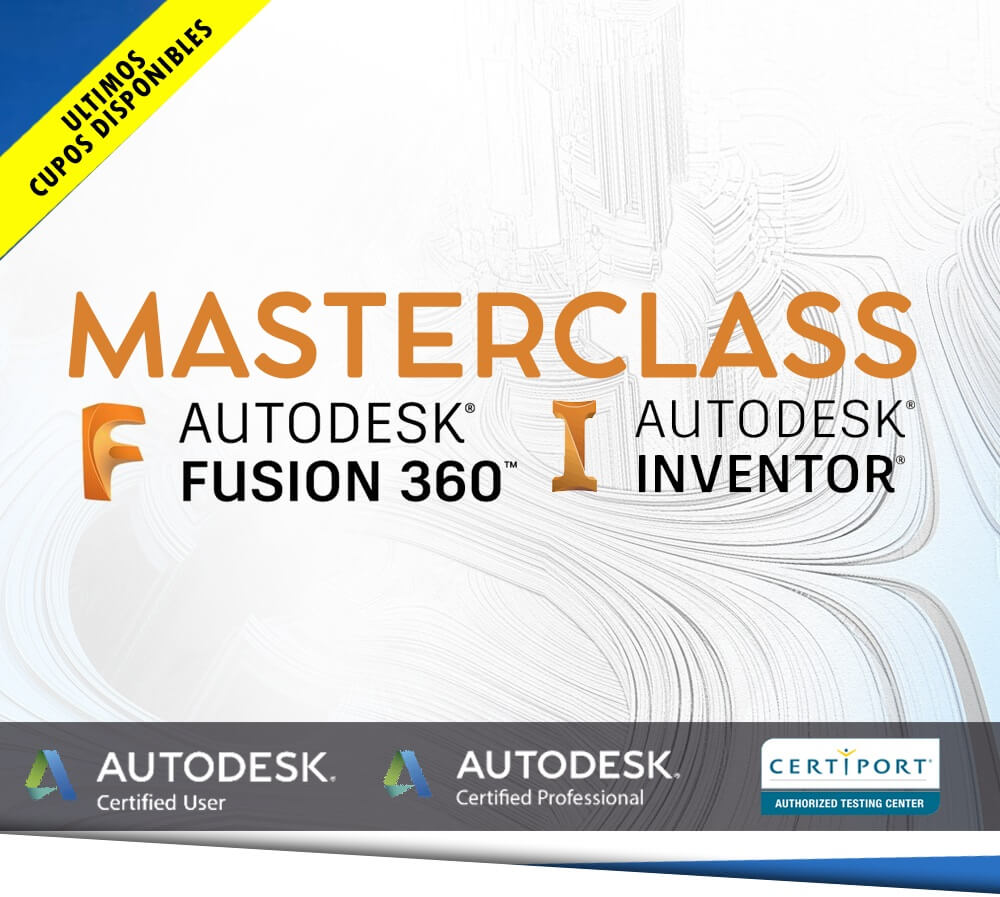 ULTIMOS
CUPOS DISPONIBLES
MASTERCLASS
AUTODESK®
FUSION 360™
AUTODESK®
INVENTOR®
AUTODESK.
Certified User
AUTODESK.
Certified Professional
CERTIPORT®
AUTHORIZED TESTING CENTER